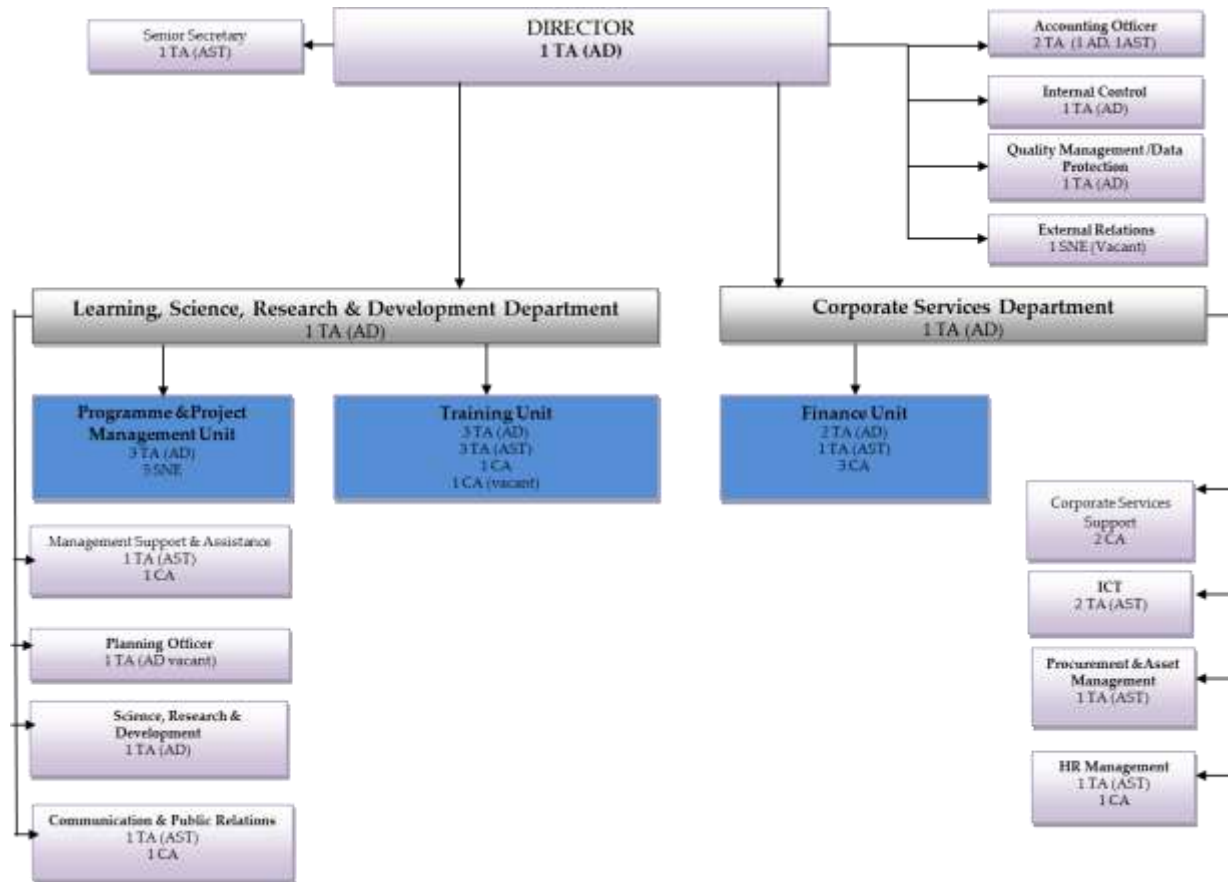 DIRECTOR
1 TA (AD)
Senior Secretary
1 TA (AST)
Accounting Officer
2 TA (1 AD, 1AST)
Internal Control
1 TA (AD)
Quality Management /Data
Protection
1 TA (AD)
External Relations
1 SNE (Vacant)
Learning, Science, Research & Development Department
1 TA (AD)
Corporate Services Department
1 TA (AD)
Programme &Project
Management Unit
3 TA (AD)
SNE
Training Unit
3 TA (AD)
3 TA (AST)
1 CA
1 CA (vacant)
Finance Unit
2 TA (AD)
1 TA (AST)
3 CA
Management Support & Assistance
1 TA (AST)
1 CA
Planning Officer
1 TA (AD vacant)
Science, Research &
Development
1 TA (AD)
Communication & Public Relations
1 TA (AST)
1 CA
Corporate Services
Support
2 CA
ICT
2 TA (AST)
Procurement &Asset
Management
1 TA (AST)
HR Management
1 TA (AST)
1 CA